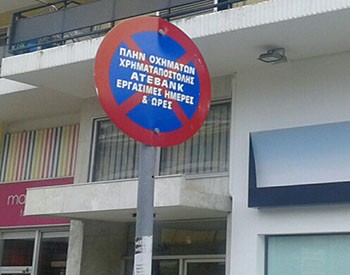 ΠΛΗΝ ΟΧΗΜΑΤΩΝ
ΧΡΗΜΑΤΑΠΟΣΤΟΛΗΣ
ATEBANK
ΕΡΓΑΣΙΜΕΣ ΗΜΕΡΕΣ
& ΩΡΕΣ